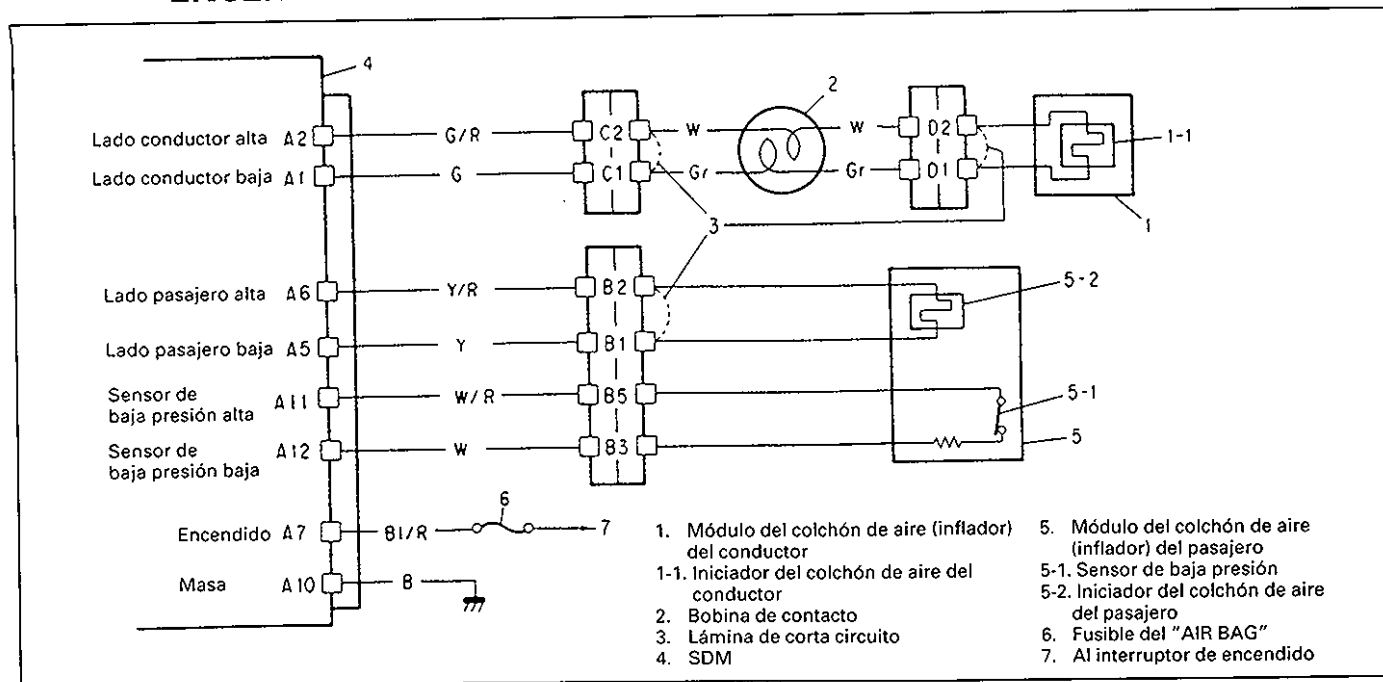 4
2
Lado conductor alta A2 G/R C2 W W D2
1-1
Lado conductor baja A1 G C1 Gr Gr D1
3
1
5-2
Lado pasajero alta A6 Y/R B2
Lado pasajero baja A5 Y B1
Sensor de
baja presión alta A11 W/R B5
5-1
5
Sensor de
baja presión baja A12 W B3
6
Encendido A7 B1/R 7
Masa A10 B
1. Módulo del colchón de aire (inflador)
del conductor
1-1. Iniciador del colchón de aire del
conductor
2. Bobina de contacto
3. Lámina de corta circuito
4. SDM
5. Módulo del colchón de aire
(inflador) del pasajero
5-1. Sensor de baja presión
5-2. Iniciador del colchón de aire
del pasajero
6. Fusible del "AIR BAG"
7. Al interruptor de encendido